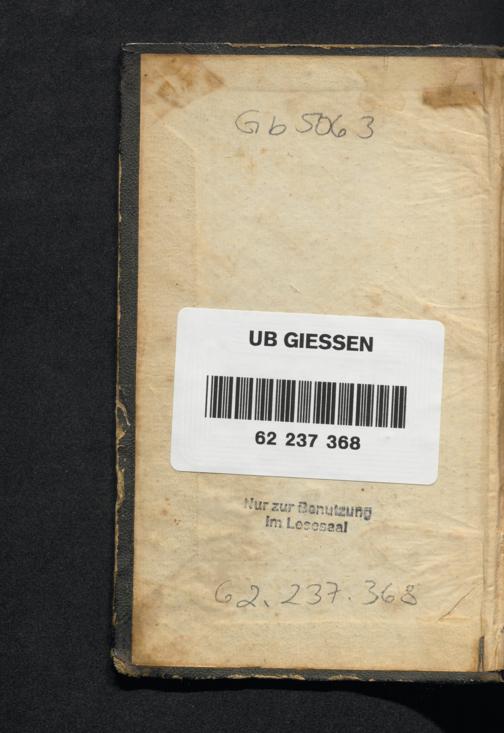 Gb 5063
UB GIESSEN
62 237 368
Nur zur Benutzung
im Lesesaal
62.237.368